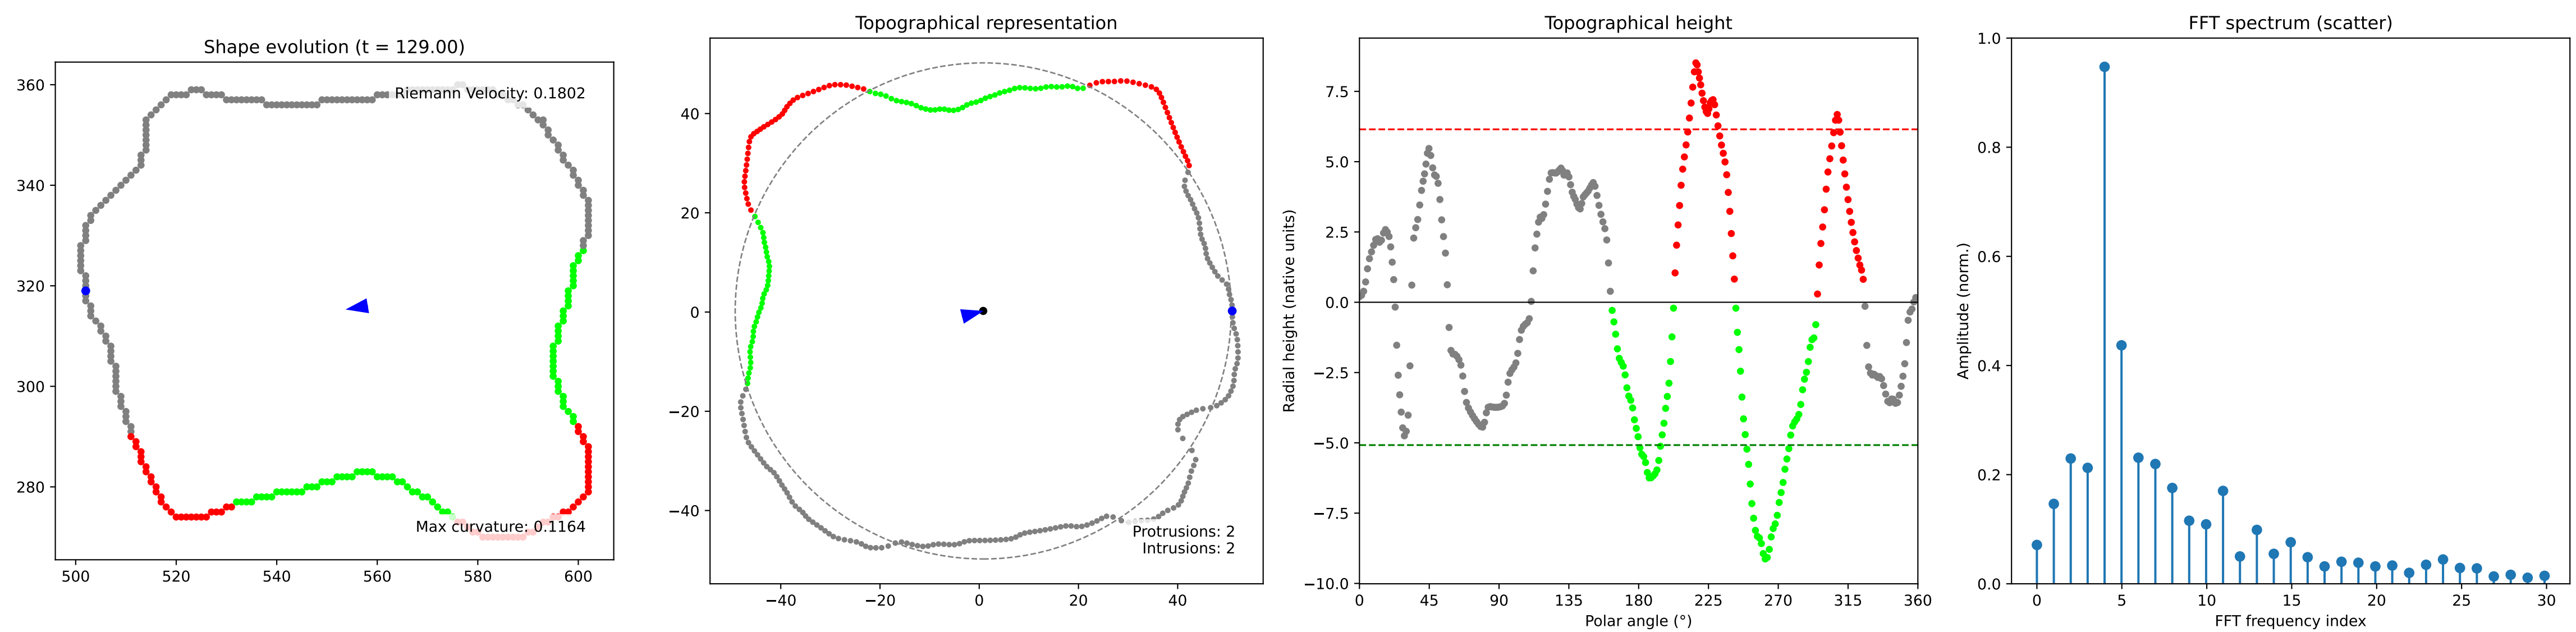 Shape evolution (t = 129.00)
Riemann Velocity: 0.1802
Max curvature: 0.1164
360
340
320
300
280
500 520 540 560 580 600
Topographical representation
40
20
0
−20
−40
−40 −20 0 20 40
Protrusions: 2
Intrusions: 2
Topographical height
Radial height (native units)
7.5
5.0
2.5
0.0
−2.5
−5.0
−7.5
−10.0
0 45 90 135 180 225 270 315 360
Polar angle (°)
FFT spectrum (scatter)
Amplitude (norm.)
1.0
0.8
0.6
0.4
0.2
0.0
0 5 10 15 20 25 30
FFT frequency index